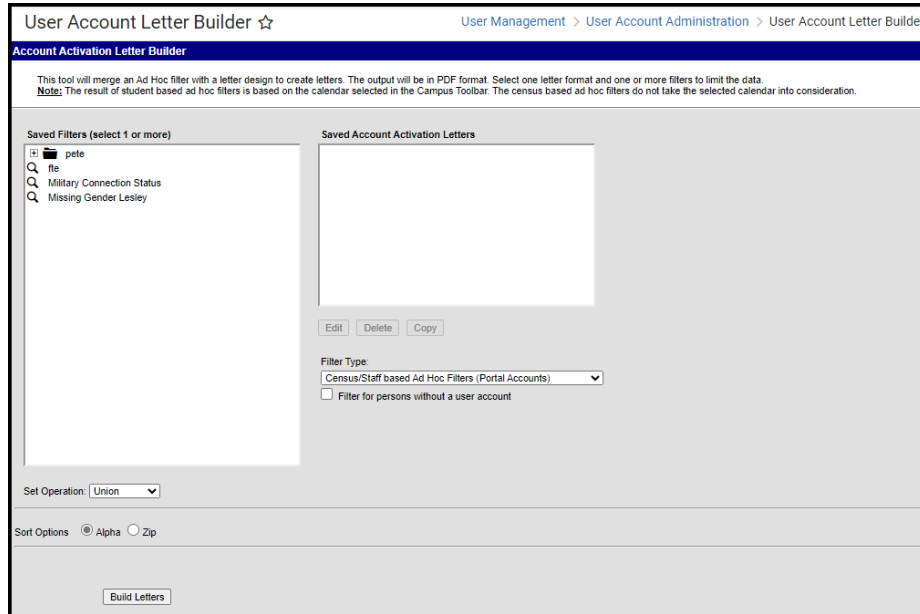 User Account Letter Builder
User Management > User Account Administration > User Account Letter Builde
Account Activation Letter Builder
This tool will merge an Ad Hoc filter with a letter design to create letters. The output will be in PDF format. Select one letter format and one or more filters to limit the data.
Note: The result of student based ad hoc filters is based on the calendar selected in the Campus Toolbar. The census based ad hoc filters do not take the selected calendar into consideration.
Saved Filters (select 1 or more)
pete
fte
Military Connection Status
Missing Gender Lesley
Saved Account Activation Letters
Edit Delete Copy
Filter Type:
Census/Staff based Ad Hoc Filters (Portal Accounts)
Filter for persons without a user account
Set Operation: Union
Sort Options Alpha Zip
Build Letters